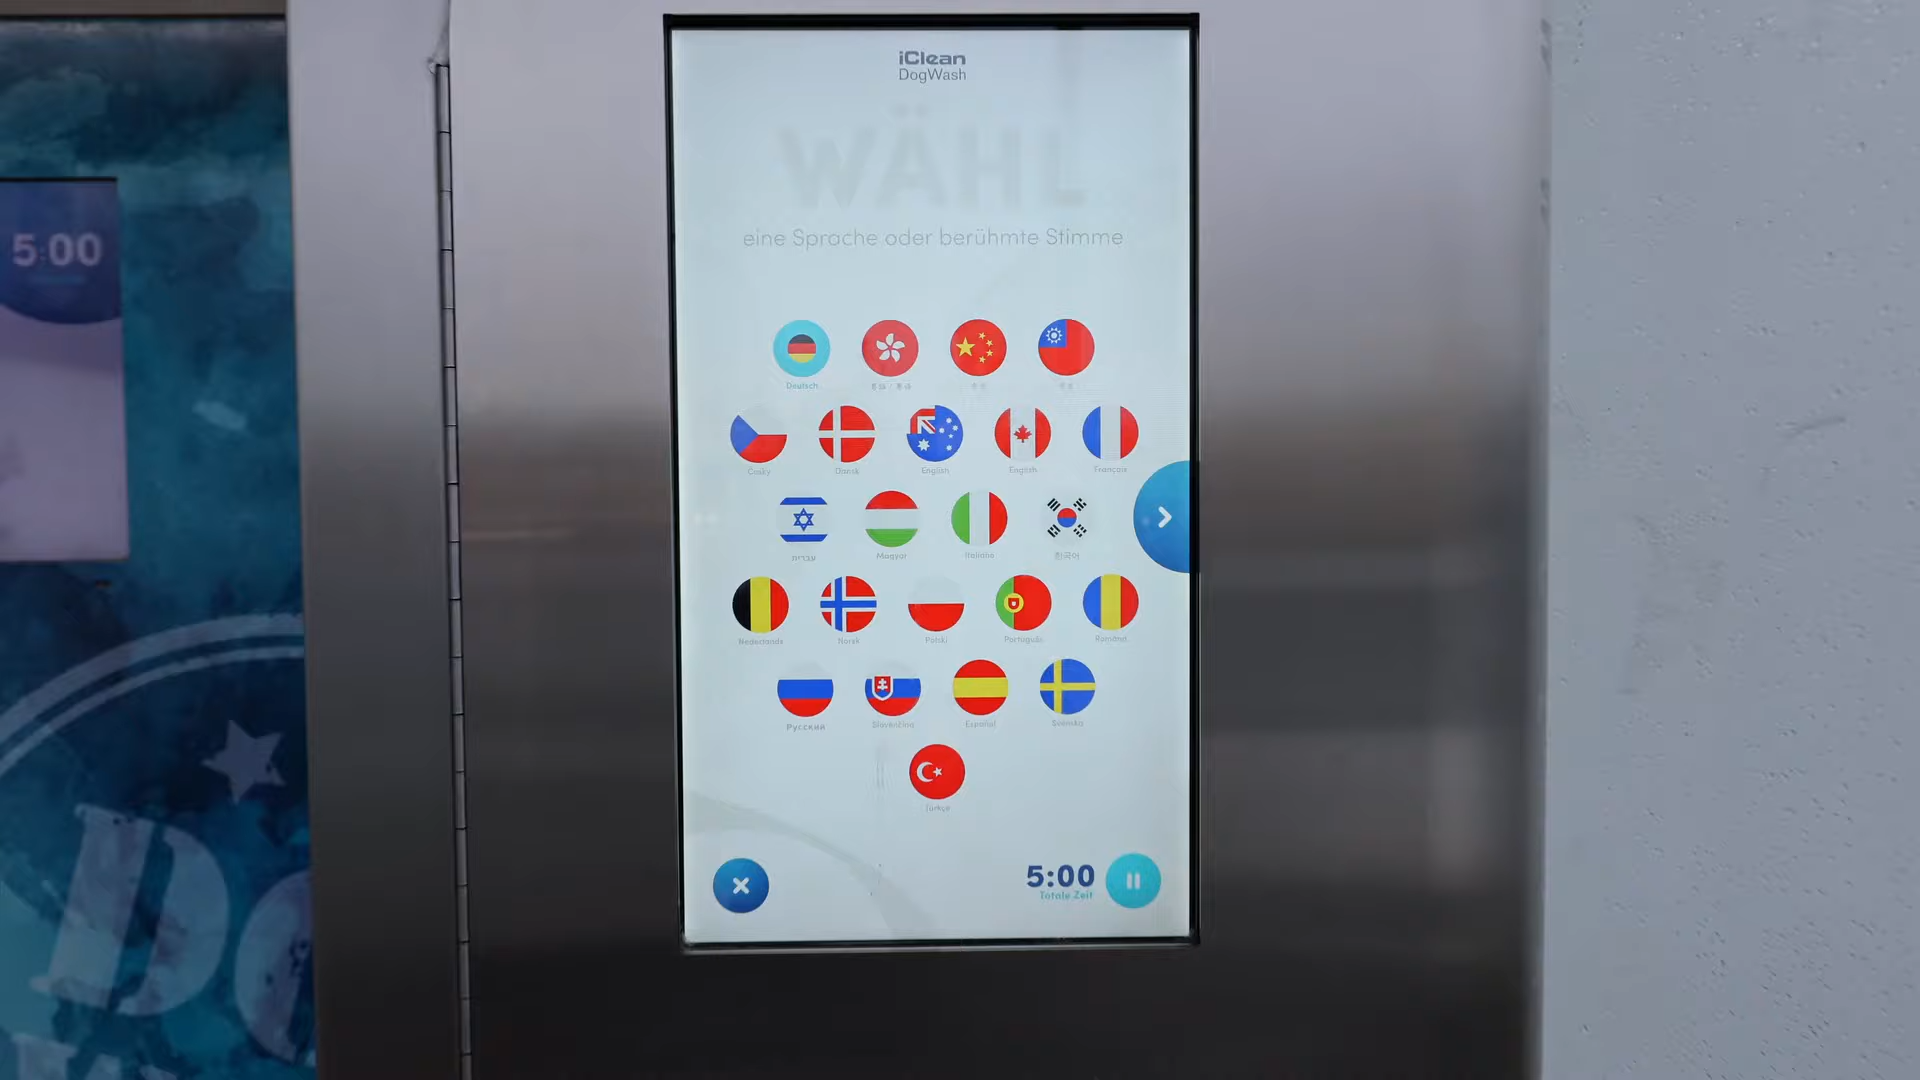 iClean
DogWash
WÄHL
eine Sprache oder berühmte Stimme
5:00
Deutsch
Česky
Dansk
English
English
Français
עברית
Magyar
Italiano
한국어
Nederlands
Norsk
Polski
Português
Română
Русский
Slovenčina
Español
Svenska
Türkçe
5:00
Totale Zeit